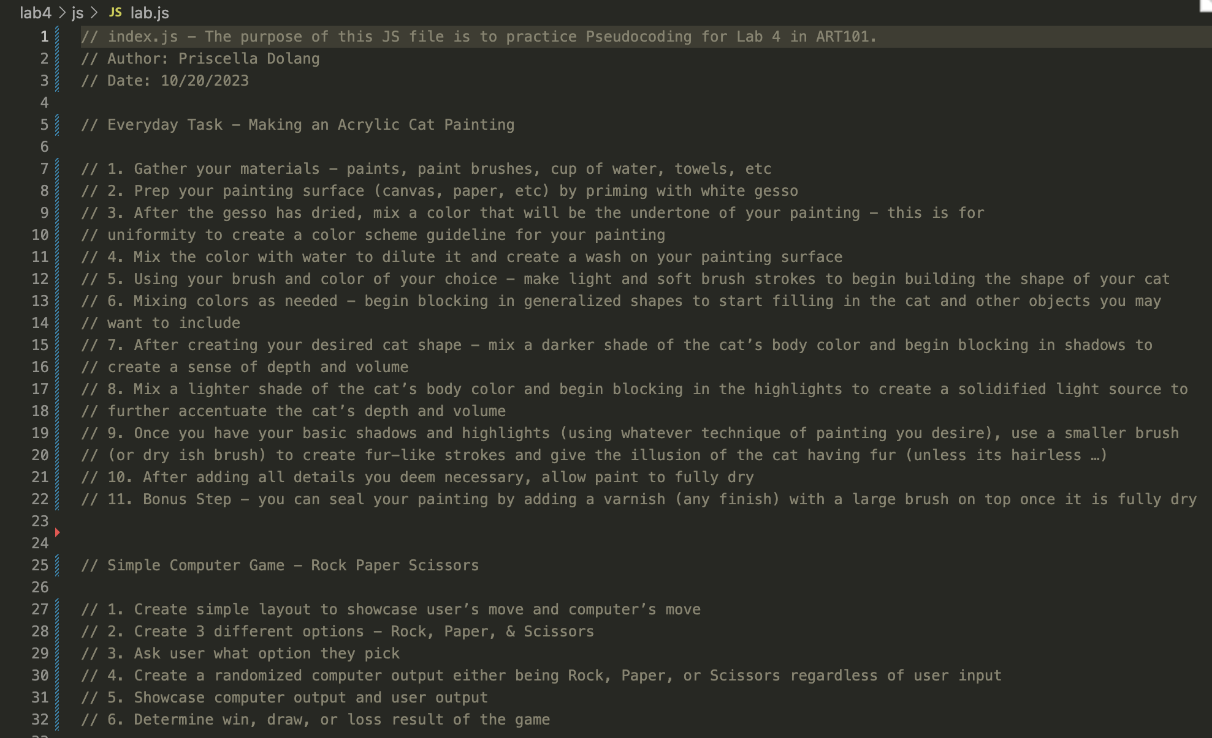 lab4 > js > JS lab.js
1 // index.js – The purpose of this JS file is to practice Pseudocoding for Lab 4 in ART101.
2 // Author: Priscella Dolang
3 // Date: 10/20/2023
4
5 // Everyday Task – Making an Acrylic Cat Painting
6
7 // 1. Gather your materials – paints, paint brushes, cup of water, towels, etc
8 // 2. Prep your painting surface (canvas, paper, etc) by priming with white gesso
9 // 3. After the gesso has dried, mix a color that will be the undertone of your painting – this is for
10 // uniformity to create a color scheme guideline for your painting
11 // 4. Mix the color with water to dilute it and create a wash on your painting surface
12 // 5. Using your brush and color of your choice – make light and soft brush strokes to begin building the shape of your cat
13 // 6. Mixing colors as needed – begin blocking in generalized shapes to start filling in the cat and other objects you may
14 // want to include
15 // 7. After creating your desired cat shape – mix a darker shade of the cat’s body color and begin blocking in shadows to
16 // create a sense of depth and volume
17 // 8. Mix a lighter shade of the cat’s body color and begin blocking in the highlights to create a solidified light source to
18 // further accentuate the cat’s depth and volume
19 // 9. Once you have your basic shadows and highlights (using whatever technique of painting you desire), use a smaller brush
20 // (or dry ish brush) to create fur-like strokes and give the illusion of the cat having fur (unless its hairless …)
21 // 10. After adding all details you deem necessary, allow paint to fully dry
22 // 11. Bonus Step – you can seal your painting by adding a varnish (any finish) with a large brush on top once it is fully dry
23
24
25 // Simple Computer Game – Rock Paper Scissors
26
27 // 1. Create simple layout to showcase user’s move and computer’s move
28 // 2. Create 3 different options – Rock, Paper, & Scissors
29 // 3. Ask user what option they pick
30 // 4. Create a randomized computer output either being Rock, Paper, or Scissors regardless of user input
31 // 5. Showcase computer output and user output
32 // 6. Determine win, draw, or loss result of the game